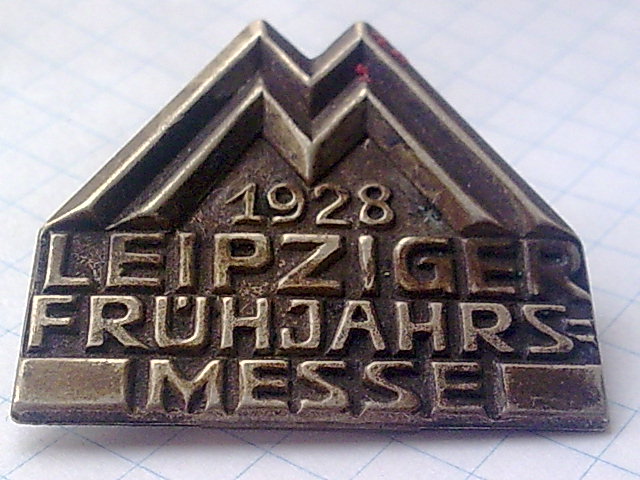 1928
LEIPZIGER
FRÜHJAHRS=
MESSE